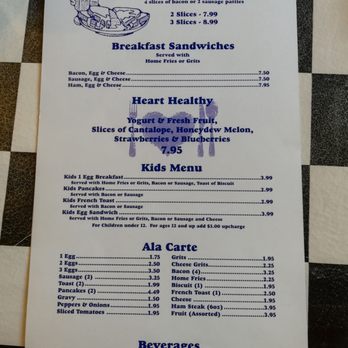 4 slices of bacon or 2 sausage patties
2 Slices - 7.99
3 Slices - 8.99
Breakfast Sandwiches
Served with
Home Fries or Grits
Bacon, Egg & Cheese 7.50
Sausage, Egg & Cheese 7.50
Ham, Egg & Cheese 7.95
Heart Healthy
Yogurt & Fresh Fruit,
Slices of Cantalope, Honeydew Melon,
Strawberries & Blueberries
7.95
Kids Menu
Kids 1 Egg Breakfast 3.99
Served with Home Fries or Grits, Bacon or Sausage, Toast of Biscuit
Kids Pancakes 3.99
Served with Bacon or Sausage
Kids French Toast 3.99
Served with Bacon or Sausage
Kids Egg Sandwich 3.99
Served with Home Fries or Grits, Bacon or Sausage and Cheese
For Children under 12. For ages 12 and up add $1.00 upcharge
Ala Carte
1 Egg 1.75
2 Eggs 2.50
3 Eggs 3.50
Sausage (2) 3.25
Toast (2) 1.99
Pancakes (2) 4.49
Gravy 1.50
Peppers & Onions 1.95
Sliced Tomatoes 1.95
Grits 1.95
Cheese Grits 2.25
Bacon (4) 3.25
Home Fries 2.25
Biscuit (1) 1.95
French Toast (1) 2.50
Cheese 1.95
Ham Steak (6oz) 3.95
Fruit (Assorted) 3.95
Beverages